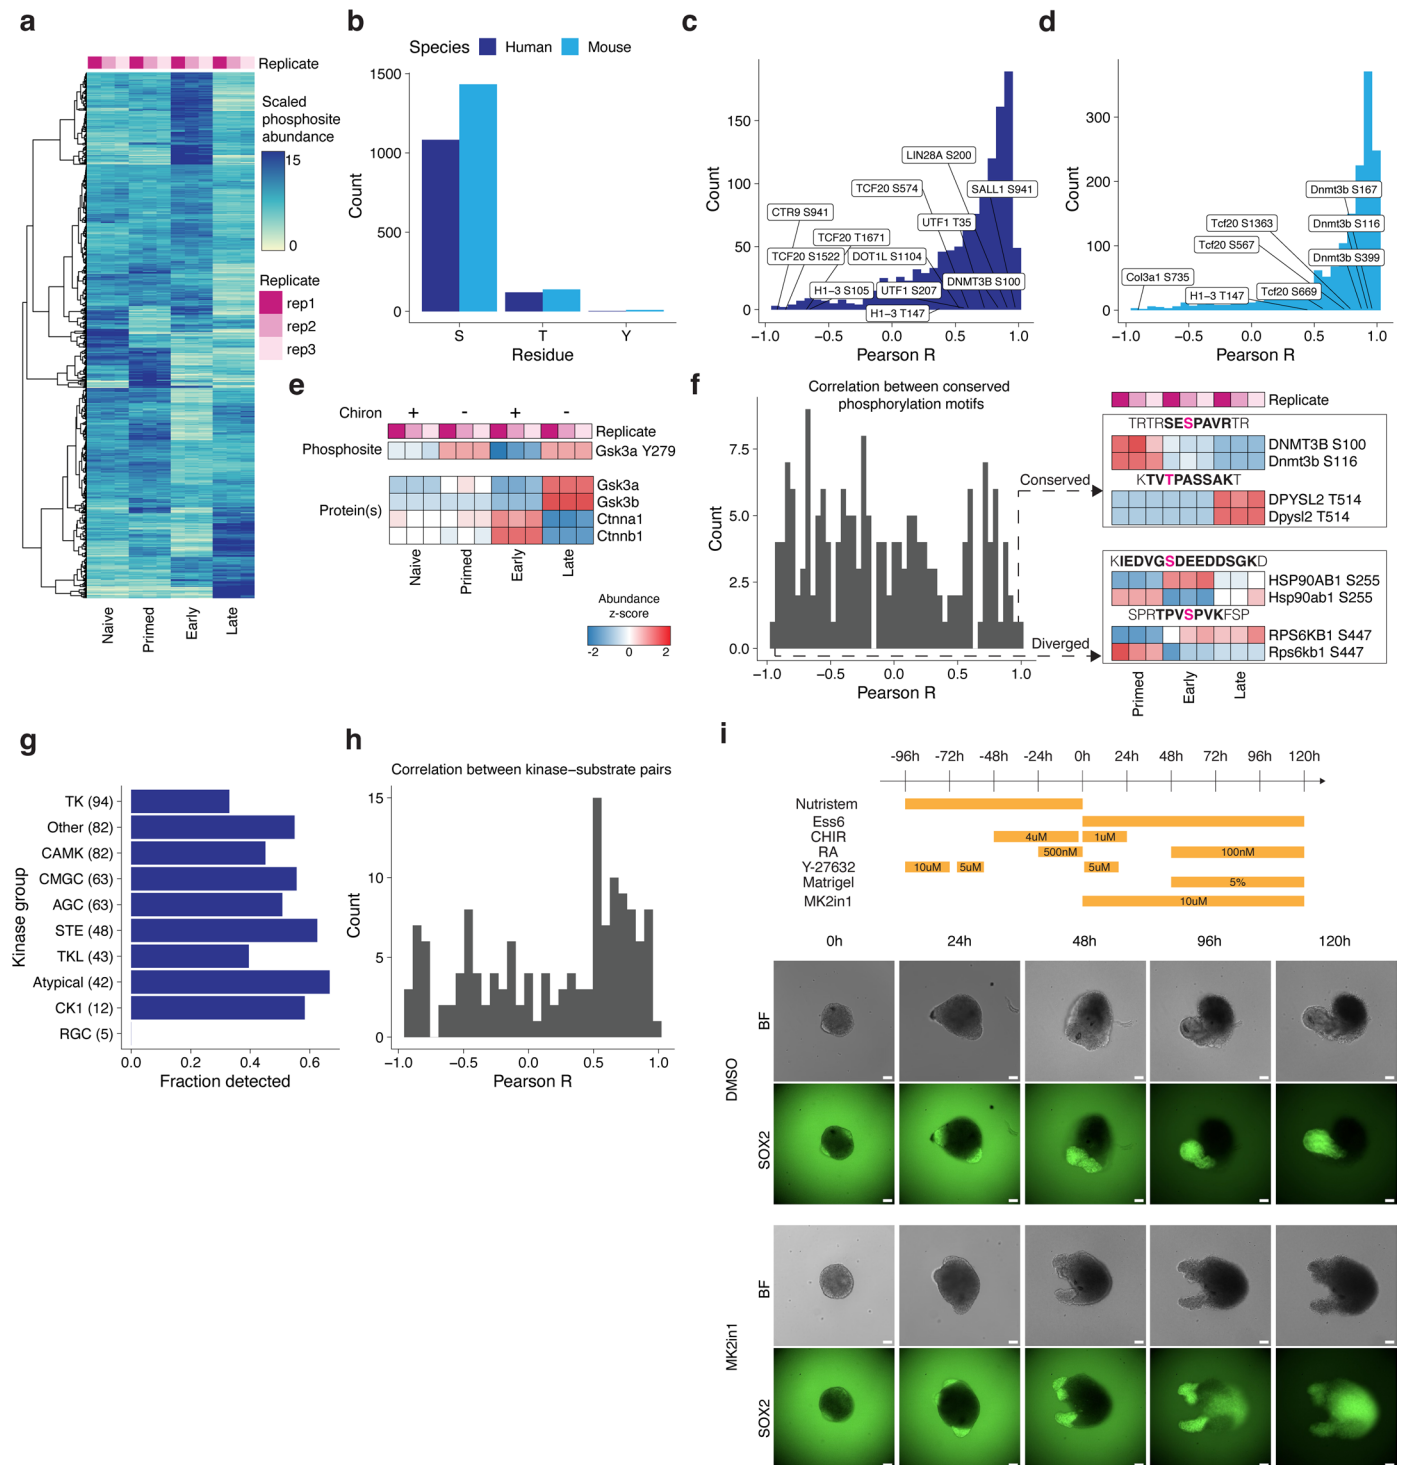 a
Replicate
Scaled
phosphosite
abundance
15
0
Replicate
rep1
rep2
rep3
Naive
Primed
Early
Late
b
Species
Human
Mouse
1500
1000
500
0
Count
S
T
Y
Residue
c
150
100
50
0
Count
LIN28A S200
TCF20 S574
SALL1 S941
CTR9 S941
UTF1 T35
TCF20 T1671
TCF20 S1522
DOT1L S1104
H1−3 S105
UTF1 S207
DNMT3B S100
H1−3 T147
−1.0
−0.5
0.0
0.5
1.0
Pearson R
d
300
200
100
0
Count
Dnmt3b S167
Tcf20 S1363
Dnmt3b S116
Tcf20 S567
Dnmt3b S399
Col3a1 S735
H1−3 T147
Tcf20 S669
−1.0
−0.5
0.0
0.5
1.0
Pearson R
e
Chiron
+
-
+
-
Replicate
Phosphosite
Gsk3a Y279
Protein(s)
Gsk3a
Gsk3b
Ctnna1
Ctnnb1
Naive
Primed
Early
Late
Abundance
z-score
-2
0
2
f
Correlation between conserved
phosphorylation motifs
7.5
5.0
2.5
0.0
Count
−1.0
−0.5
0.0
0.5
1.0
Pearson R
Conserved
Diverged
Replicate
TRTRSESPAVRTR
DNMT3B S100
Dnmt3b S116
KTVTPASSAKT
DPYSL2 T514
Dpysl2 T514
KIEDVGSDEEDDSGKD
HSP90AB1 S255
Hsp90ab1 S255
SPRTPVSPVKFSP
RPS6KB1 S447
Rps6kb1 S447
Primed
Early
Late
g
Kinase group
TK (94)
Other (82)
CAMK (82)
CMGC (63)
AGC (63)
STE (48)
TKL (43)
Atypical (42)
CK1 (12)
RGC (5)
0.0
0.2
0.4
0.6
Fraction detected
h
Correlation between kinase−substrate pairs
15
10
5
0
Count
−1.0
−0.5
0.0
0.5
1.0
Pearson R
i
-96h
-72h
-48h
-24h
0h
24h
48h
72h
96h
120h
Nutristem
Ess6
CHIR
4uM
1uM
RA
500nM
100nM
Y-27632
10uM
5uM
5uM
Matrigel
5%
MK2in1
10uM
0h
24h
48h
96h
120h
DMSO
BF
SOX2
MK2in1
BF
SOX2